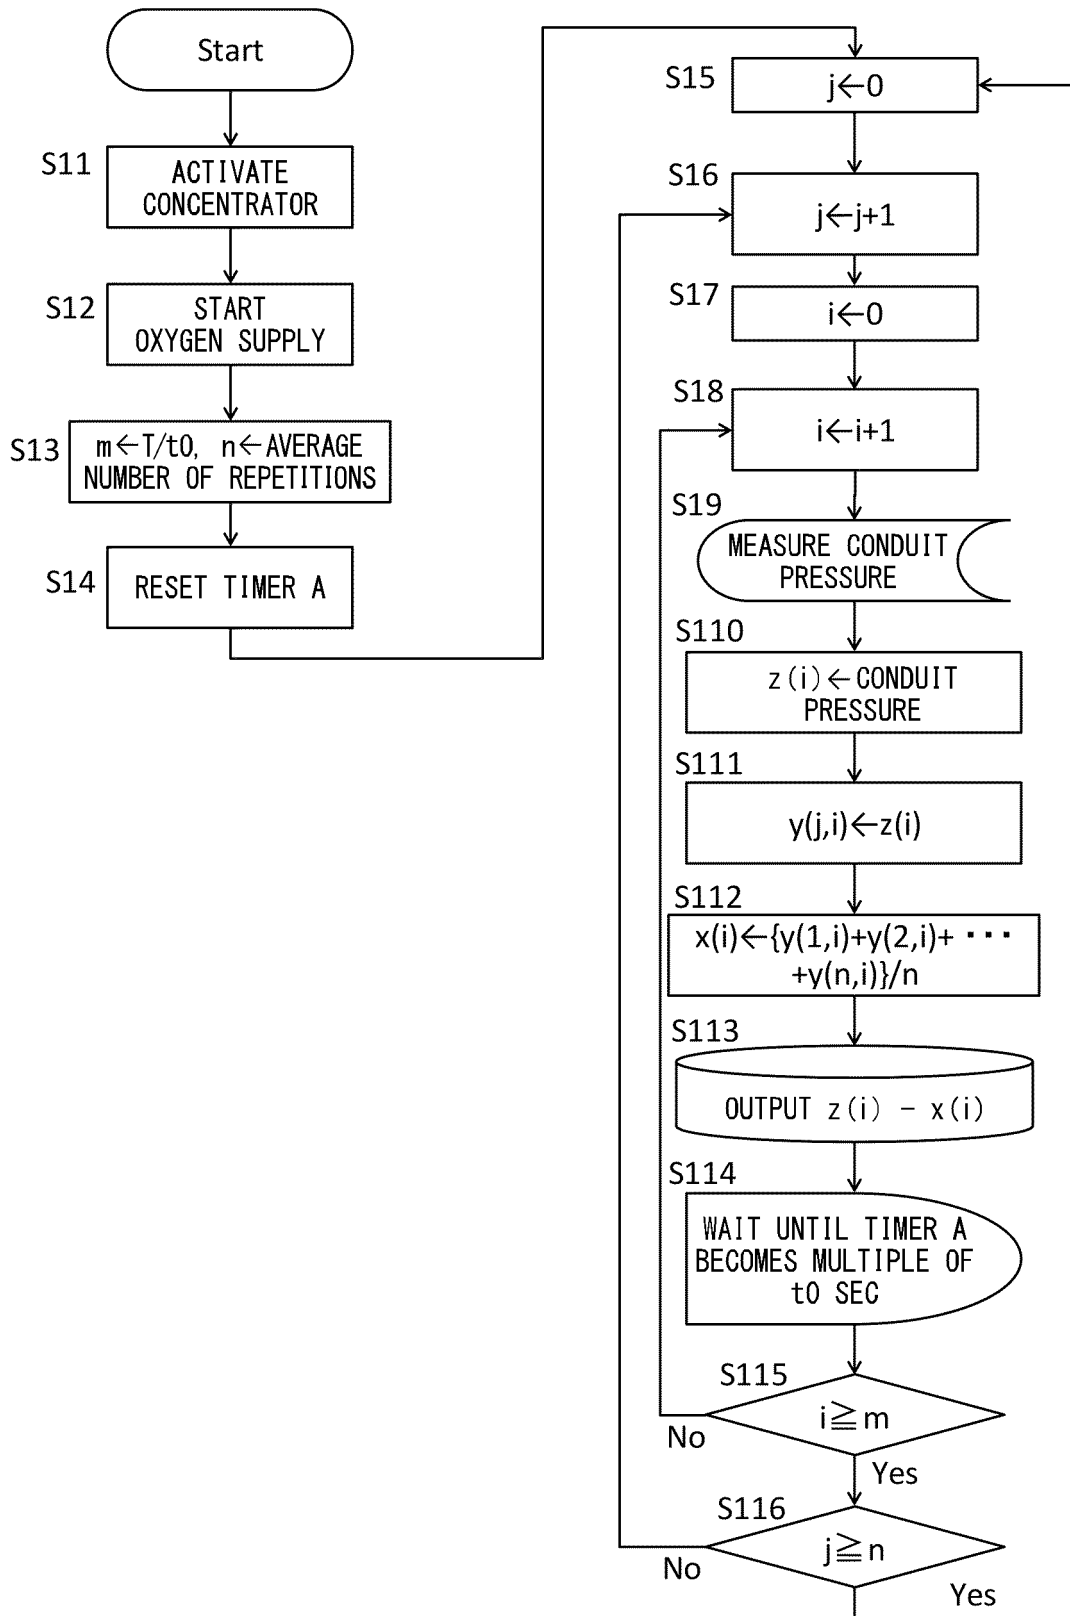 Start
S11
ACTIVATE
CONCENTRATOR
S12
START
OXYGEN SUPPLY
S13
m←T/t0, n←AVERAGE
NUMBER OF REPETITIONS
S14
RESET TIMER A
S15
j←0
S16
j←j+1
S17
i←0
S18
i←i+1
S19
MEASURE CONDUIT
PRESSURE
S110
z(i)←CONDUIT
PRESSURE
S111
y(j,i)←z(i)
S112
x(i)←{y(1,i)+y(2,i)+ ･･･
+y(n,i)}/n
S113
OUTPUT z(i) − x(i)
S114
WAIT UNTIL TIMER A
BECOMES MULTIPLE OF
t0 SEC
S115
i≧m
No
Yes
S116
j≧n
No
Yes